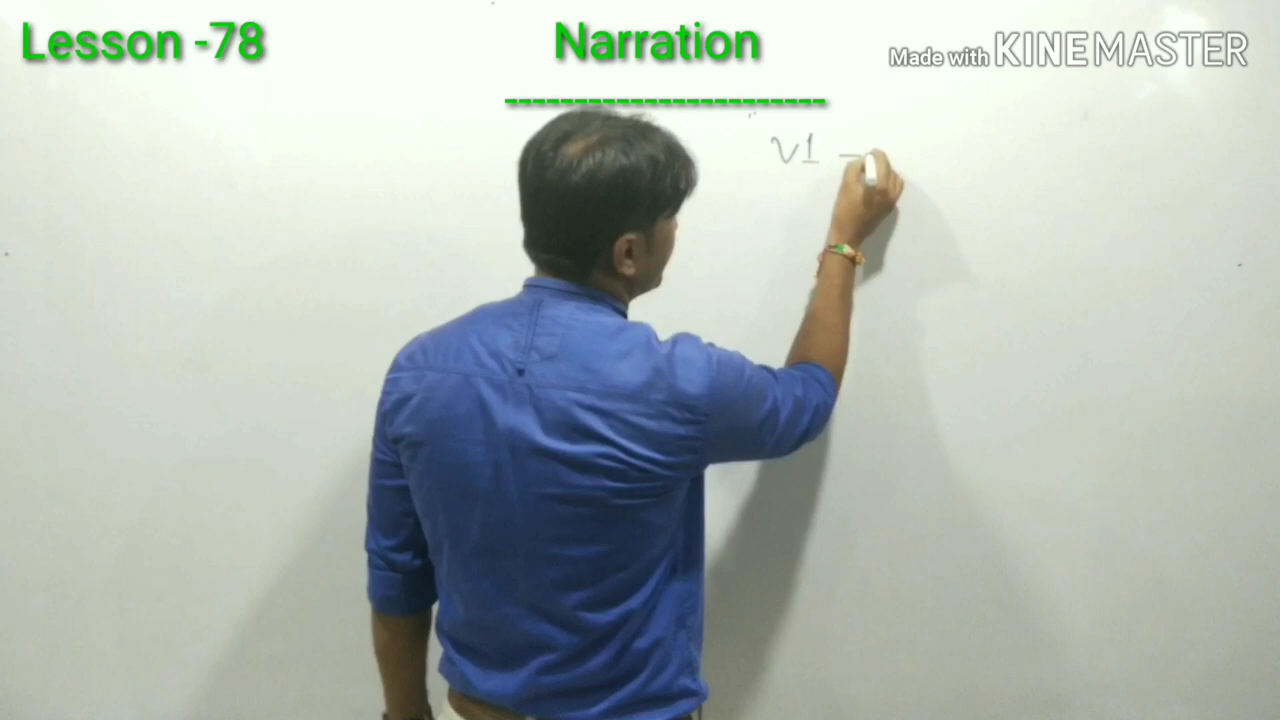 Lesson -78
Narration
Made with KINEMASTER
-----------------------
V1 –